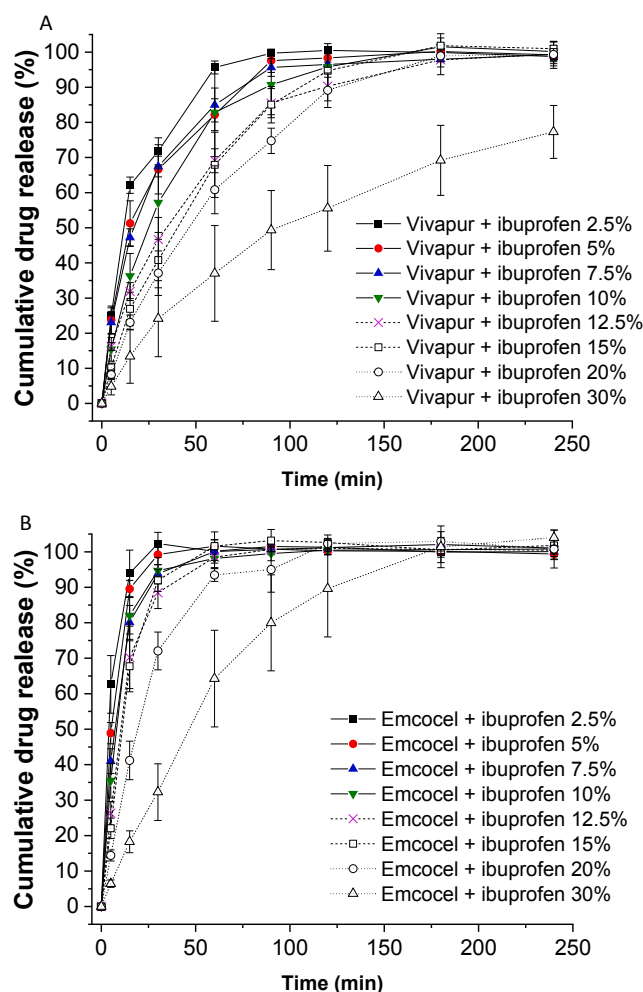 A
Cumulative drug realease (%)
100
90
80
70
60
50
40
30
20
10
0
Vivapur + ibuprofen 2.5%
Vivapur + ibuprofen 5%
Vivapur + ibuprofen 7.5%
Vivapur + ibuprofen 10%
Vivapur + ibuprofen 12.5%
Vivapur + ibuprofen 15%
Vivapur + ibuprofen 20%
Vivapur + ibuprofen 30%
0 50 100 150 200 250
Time (min)
B
Cumulative drug realease (%)
100
90
80
70
60
50
40
30
20
10
0
Emcocel + ibuprofen 2.5%
Emcocel + ibuprofen 5%
Emcocel + ibuprofen 7.5%
Emcocel + ibuprofen 10%
Emcocel + ibuprofen 12.5%
Emcocel + ibuprofen 15%
Emcocel + ibuprofen 20%
Emcocel + ibuprofen 30%
0 50 100 150 200 250
Time (min)